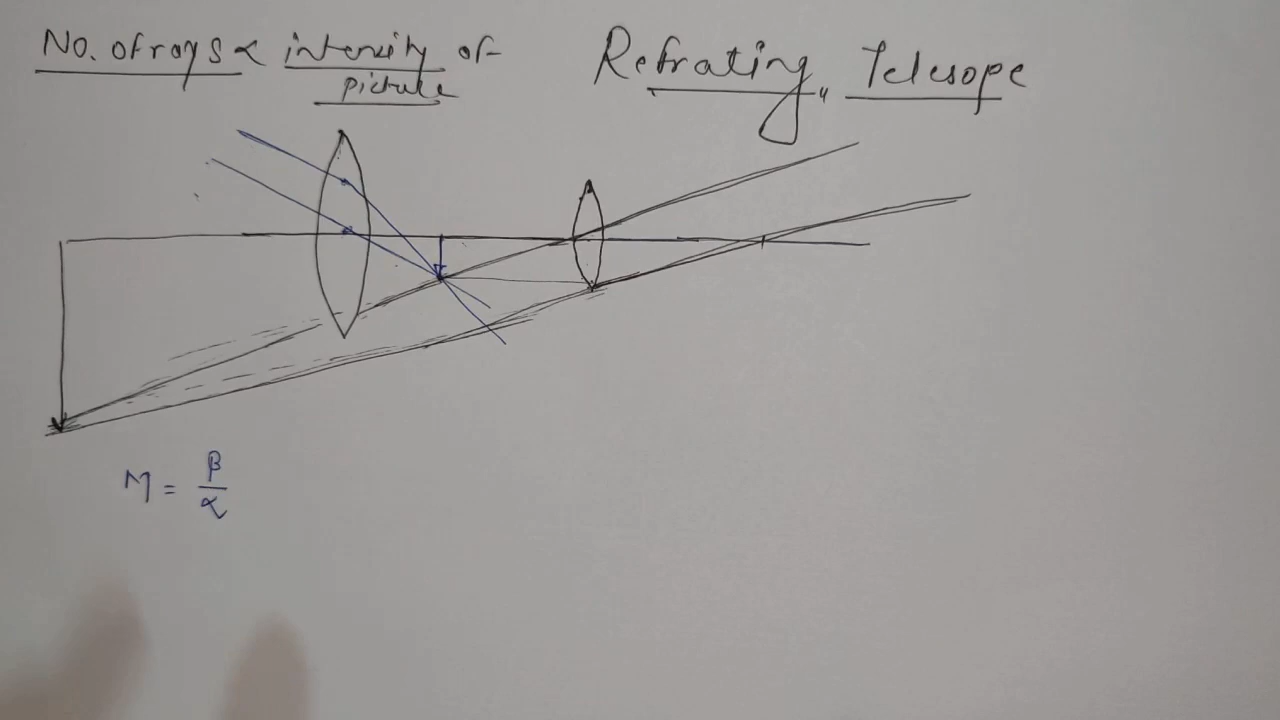 No. of rays ∝ intensity of
picture
Refrating Telesope
M = β/α